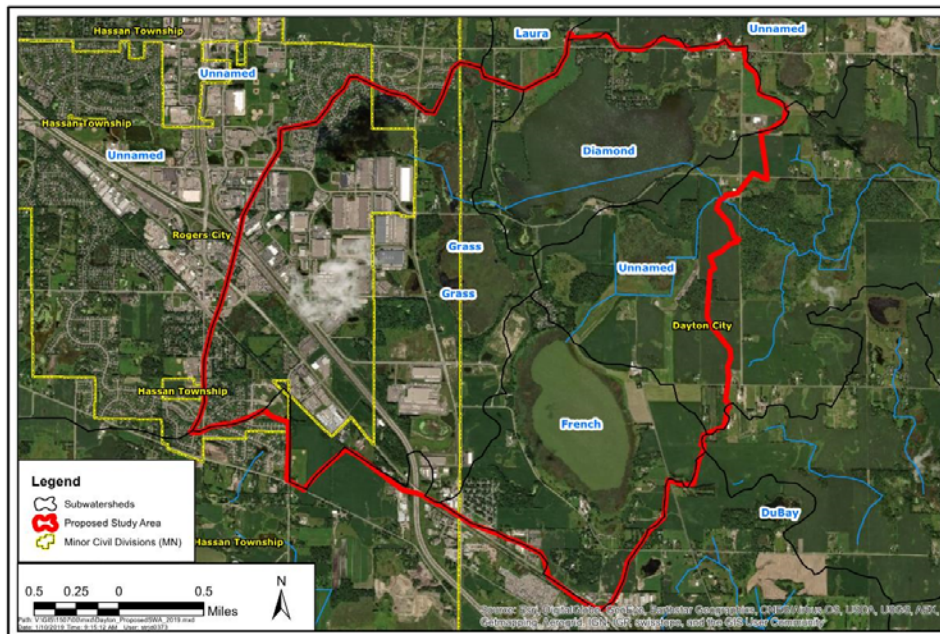 Hassan Township
Laura
Unnamed
Unnamed
Hassan Township
Unnamed
Diamond
Rogers City
Grass
Unnamed
Grass
Dayton City
Hassan Township
French
Legend
Subwatersheds
Proposed Study Area
Minor Civil Divisions (MN)
DuBay
Hassan Township
0.5 0.25 0 0.5
Miles
N